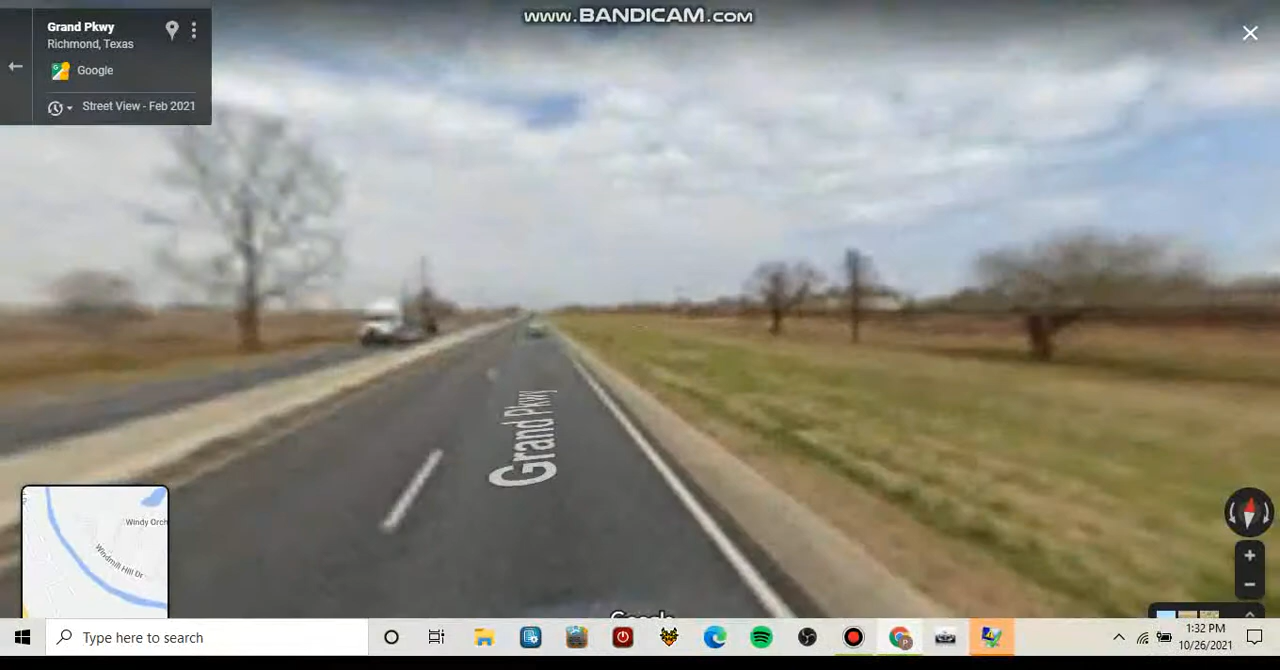 www.BANDICAM.com
Grand Pkwy
Richmond, Texas
Google
Street View - Feb 2021
Grand Pkwy
Windy Orch
Windmill Hill Dr
Google
Type here to search
1:32 PM
10/26/2021